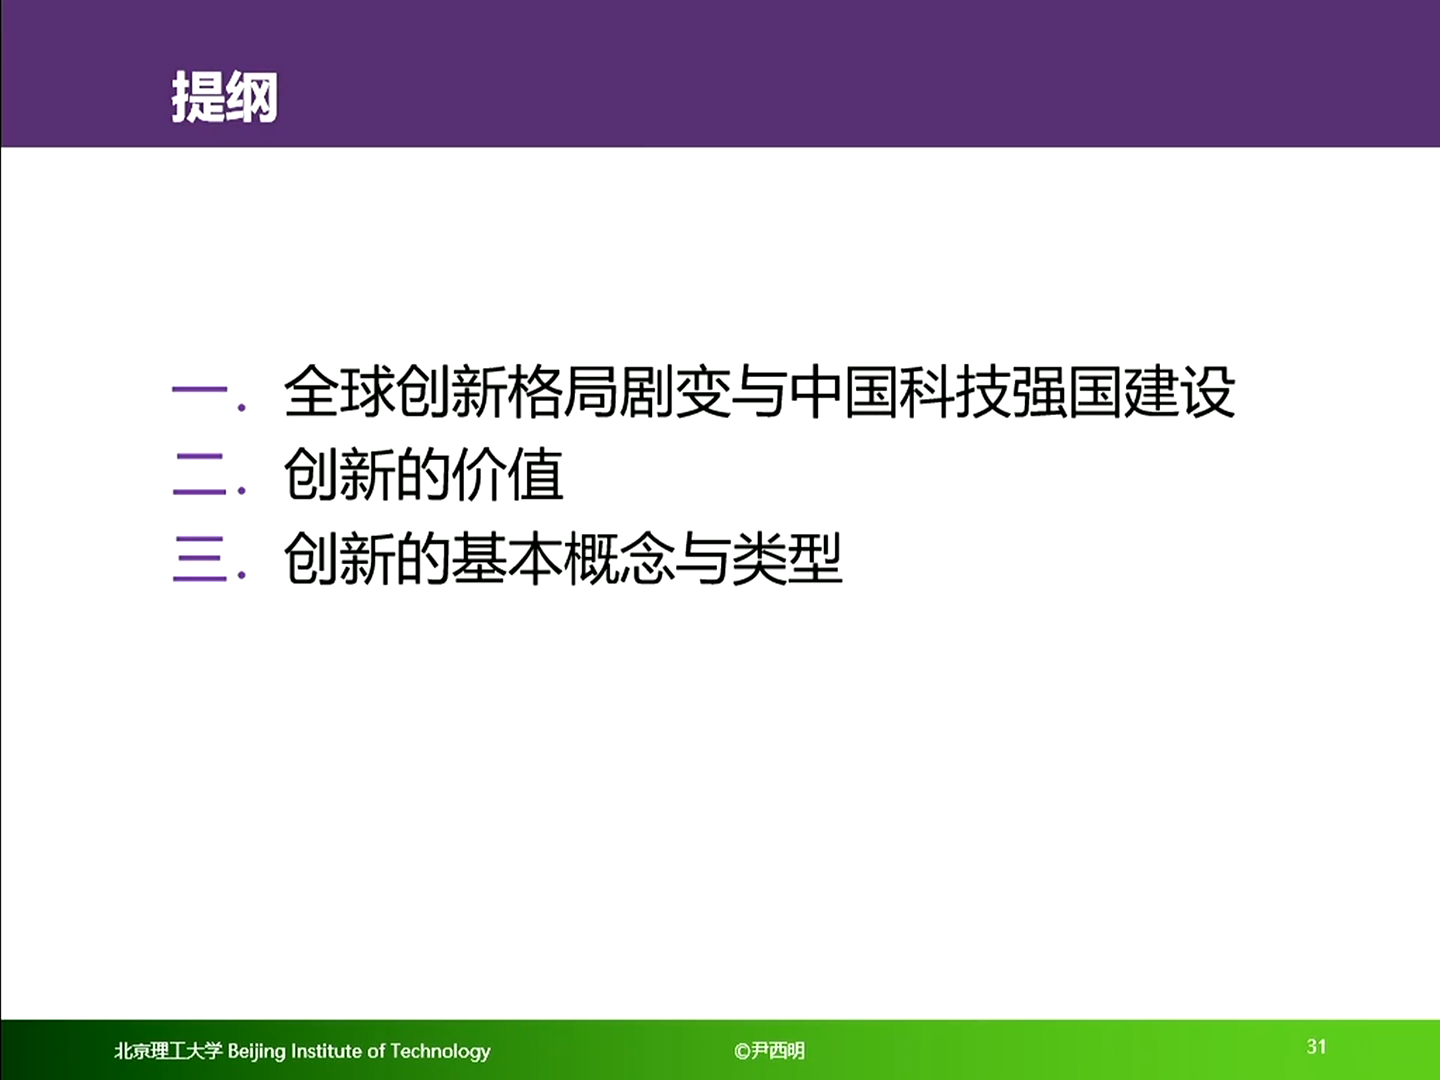 提纲
一. 全球创新格局剧变与中国科技强国建设
二. 创新的价值
三. 创新的基本概念与类型
北京理工大学 Beijing Institute of Technology
©尹西明
31